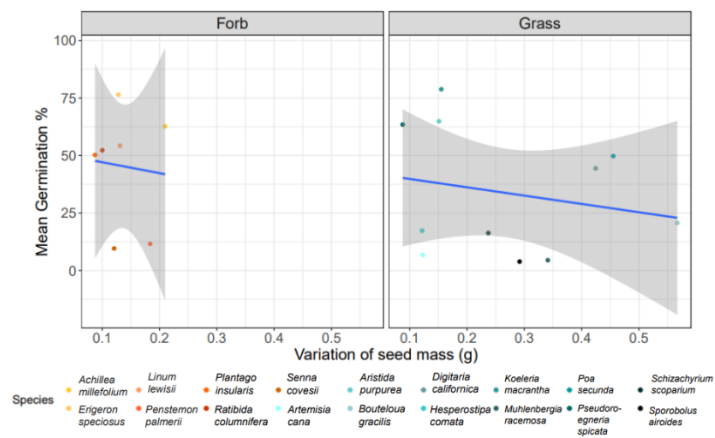 Forb Grass
100
75
50
25
0
Mean Germination %
0.1 0.2 0.3 0.4 0.5 0.1 0.2 0.3 0.4 0.5
Variation of seed mass (g)
Species
Achillea millefolium
Linum lewisii
Plantago insularis
Senna covesii
Aristida purpurea
Digitaria californica
Koeleria macrantha
Poa secunda
Schizachyrium scoparium
Erigeron speciosus
Penstemon palmerii
Ratibida columnifera
Artemisia cana
Bouteloua gracilis
Hesperostipa comata
Muhlenbergia racemosa
Pseudoro-
egneria
spicata
Sporobolus airoides